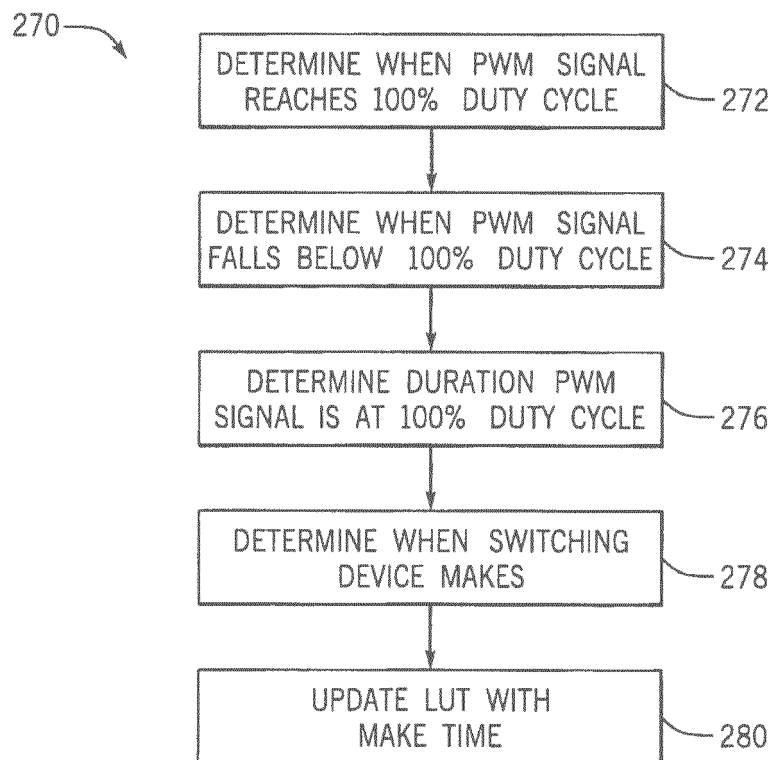 270
DETERMINE WHEN PWM SIGNAL
REACHES 100% DUTY CYCLE
272
DETERMINE WHEN PWM SIGNAL
FALLS BELOW 100% DUTY CYCLE
274
DETERMINE DURATION PWM
SIGNAL IS AT 100% DUTY CYCLE
276
DETERMINE WHEN SWITCHING
DEVICE MAKES
278
UPDATE LUT WITH
MAKE TIME
280